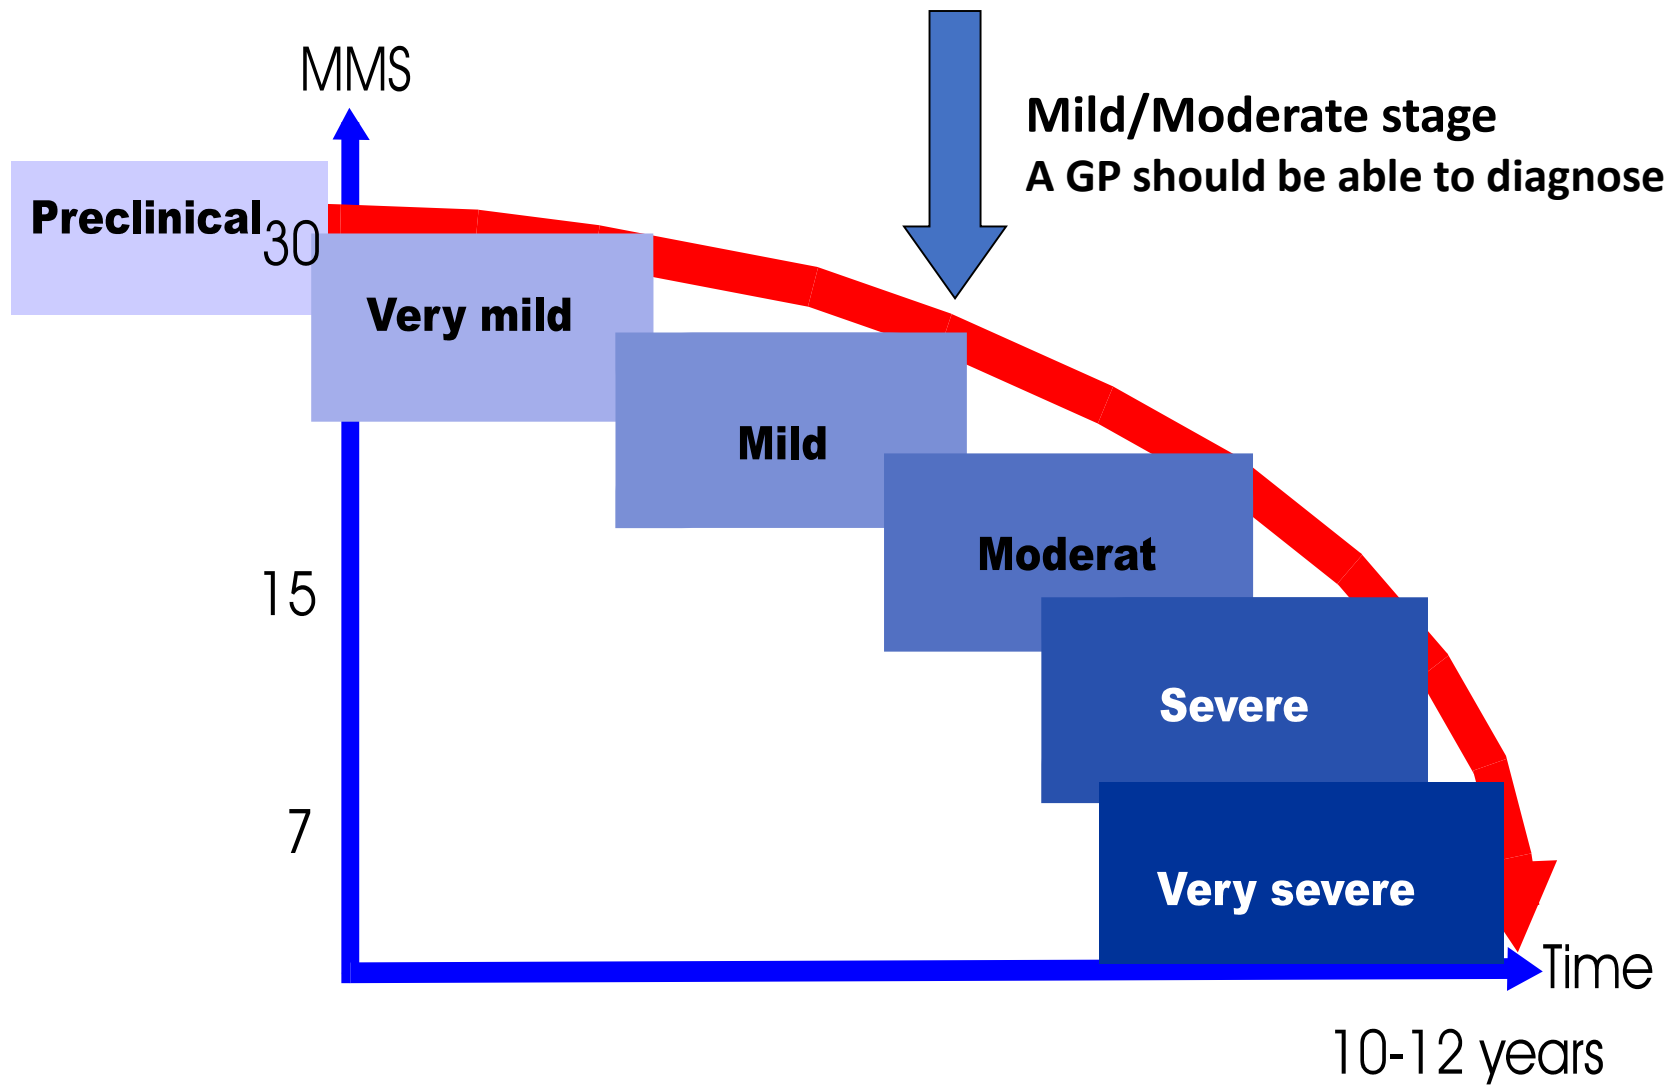 MMS
Mild/Moderate stage
A GP should be able to diagnose
Preclinical
30
Very mild
Mild
Moderat
15
Severe
7
Very severe
Time
10-12 years